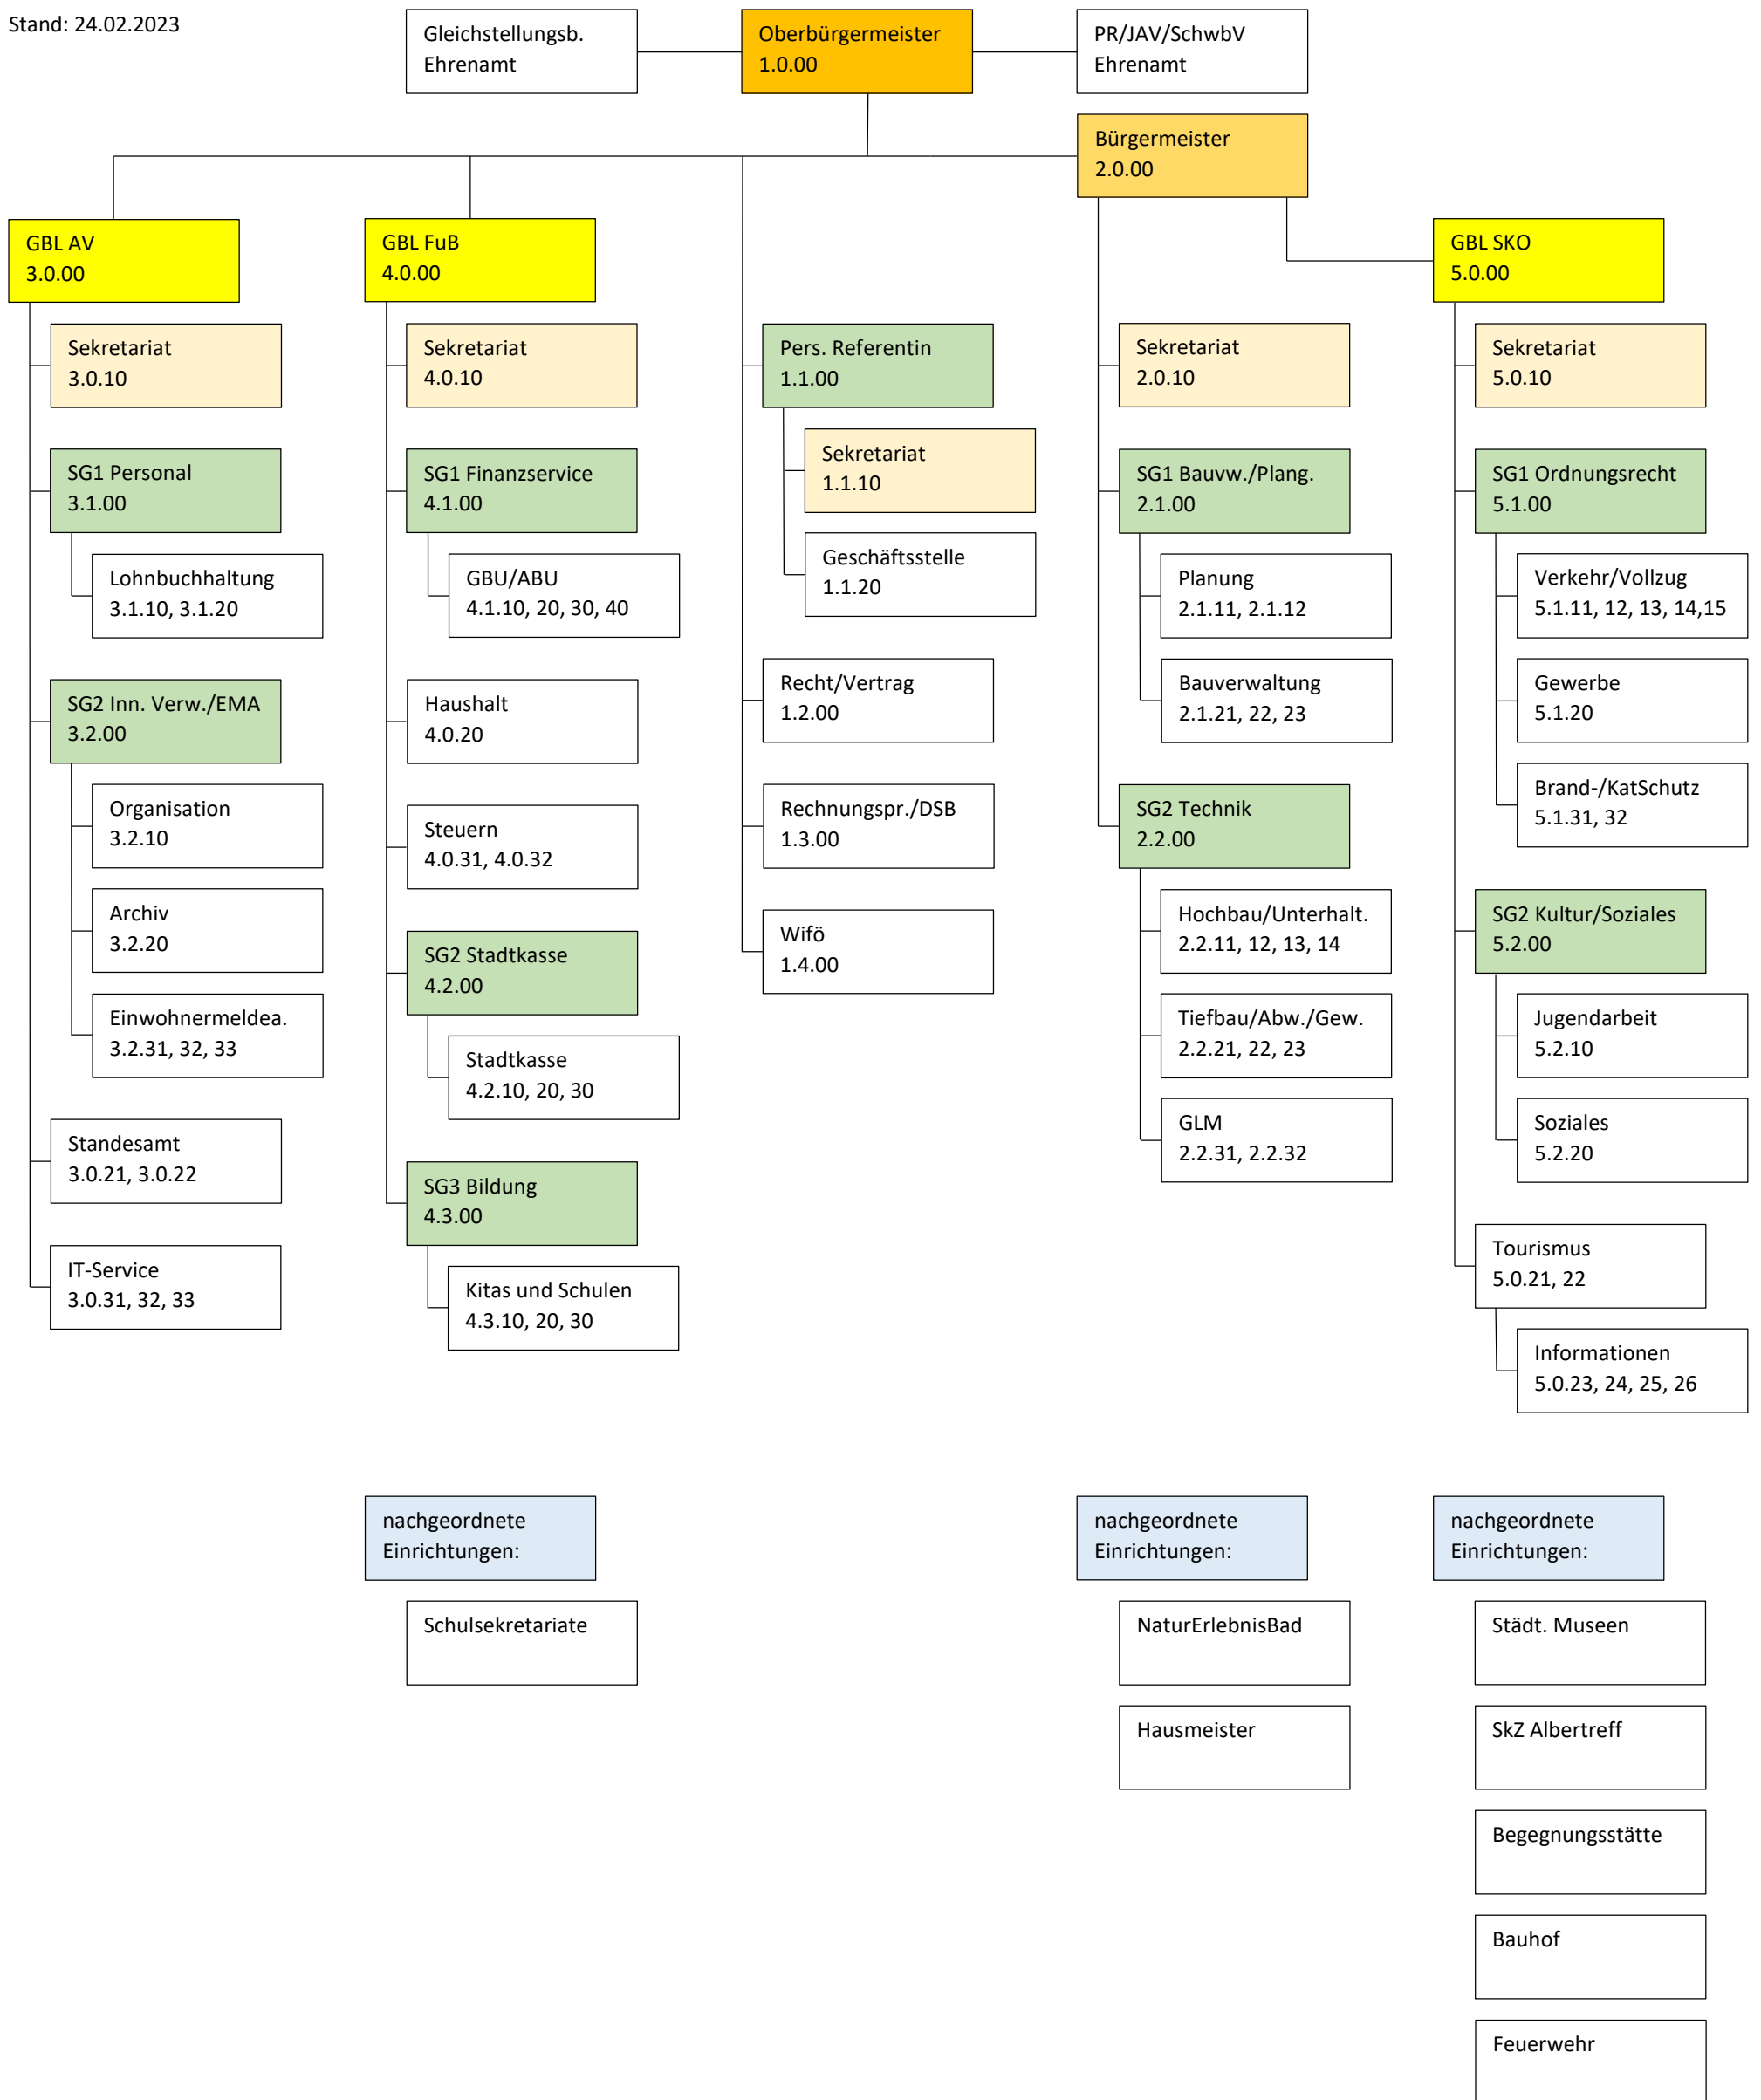 Stand: 24.02.2023
Gleichstellungsb.
Ehrenamt
Oberbürgermeister
1.0.00
PR/JAV/SchwbV
Ehrenamt
Bürgermeister
2.0.00
GBL AV
3.0.00
Sekretariat
3.0.10
SG1 Personal
3.1.00
Lohnbuchhaltung
3.1.10, 3.1.20
SG2 Inn. Verw./EMA
3.2.00
Organisation
3.2.10
Archiv
3.2.20
Einwohnermeldea.
3.2.31, 32, 33
Standesamt
3.0.21, 3.0.22
IT-Service
3.0.31, 32, 33
GBL FuB
4.0.00
Sekretariat
4.0.10
SG1 Finanzservice
4.1.00
GBU/ABU
4.1.10, 20, 30, 40
Haushalt
4.0.20
Steuern
4.0.31, 4.0.32
SG2 Stadtkasse
4.2.00
Stadtkasse
4.2.10, 20, 30
SG3 Bildung
4.3.00
Kitas und Schulen
4.3.10, 20, 30
Pers. Referentin
1.1.00
Sekretariat
1.1.10
Geschäftsstelle
1.1.20
Recht/Vertrag
1.2.00
Rechnungspr./DSB
1.3.00
Wifö
1.4.00
Sekretariat
2.0.10
SG1 Bauvw./Plang.
2.1.00
Planung
2.1.11, 2.1.12
Bauverwaltung
2.1.21, 22, 23
SG2 Technik
2.2.00
Hochbau/Unterhalt.
2.2.11, 12, 13, 14
Tiefbau/Abw./Gew.
2.2.21, 22, 23
GLM
2.2.31, 2.2.32
GBL SKO
5.0.00
Sekretariat
5.0.10
SG1 Ordnungsrecht
5.1.00
Verkehr/Vollzug
5.1.11, 12, 13, 14,15
Gewerbe
5.1.20
Brand-/KatSchutz
5.1.31, 32
SG2 Kultur/Soziales
5.2.00
Jugendarbeit
5.2.10
Soziales
5.2.20
Tourismus
5.0.21, 22
Informationen
5.0.23, 24, 25, 26
nachgeordnete
Einrichtungen:
Schulsekretariate
nachgeordnete
Einrichtungen:
NaturErlebnisBad
Hausmeister
nachgeordnete
Einrichtungen:
Städt. Museen
SkZ Albertreff
Begegnungsstätte
Bauhof
Feuerwehr